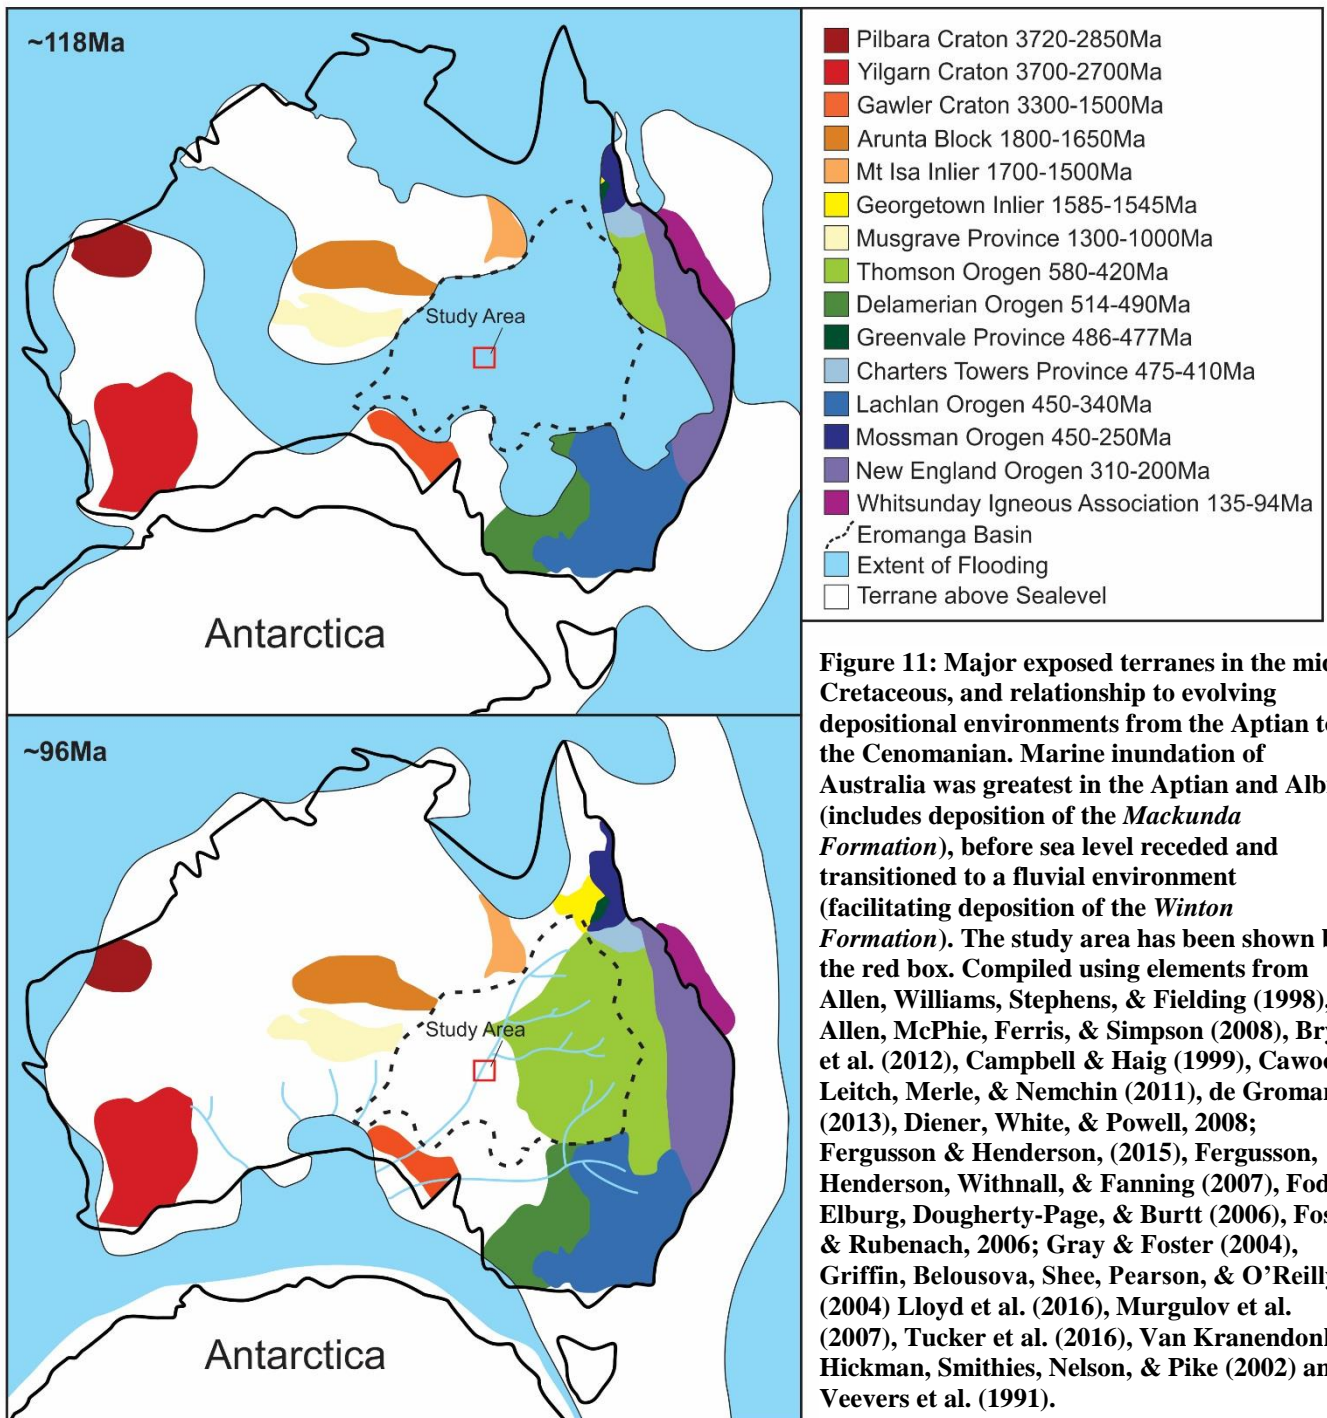 ~118Ma
Study Area
Antarctica
~96Ma
Study Area
Antarctica
Pilbara Craton 3720-2850Ma
Yilgarn Craton 3700-2700Ma
Gawler Craton 3300-1500Ma
Arunta Block 1800-1650Ma
Mt Isa Inlier 1700-1500Ma
Georgetown Inlier 1585-1545Ma
Musgrave Province 1300-1000Ma
Thomson Orogen 580-420Ma
Delamerian Orogen 514-490Ma
Greenvale Province 486-477Ma
Charters Towers Province 475-410Ma
Lachlan Orogen 450-340Ma
Mossman Orogen 450-250Ma
New England Orogen 310-200Ma
Whitsunday Igneous Association 135-94Ma
Eromanga Basin
Extent of Flooding
Terrane above Sealevel
Figure 11: Major exposed terranes in the
Cretaceous, and relationship to evolving
depositional environments from the Aptian
the Cenomanian. Marine inundation of
Australia was greatest in the Aptian and
(includes deposition of the Mackunda
Formation), before sea level receded and
transitioned to a fluvial environment
(facilitating deposition of the Winton
Formation). The study area has been shown
the red box. Compiled using elements from
Allen, Williams, Stephens, & Fielding (1998),
Allen, McPhie, Ferris, & Simpson (2008),
et al. (2012), Campbell & Haig (1999),
Leitch, Merle, & Nemchin (2011), de
(2013), Diener, White, & Powell, 2008;
Fergusson & Henderson, (2015), Fergusson,
Henderson, Withnall, & Fanning (2007),
Elburg, Dougherty-Page, & Burtt (2006),
& Rubenach, 2006; Gray & Foster (2004),
Griffin, Belousova, Shee, Pearson, &
(2004) Lloyd et al. (2016), Murgulov et al.
(2007), Tucker et al. (2016), Van
Hickman, Smithies, Nelson, & Pike (2002)
Veevers et al. (1991).